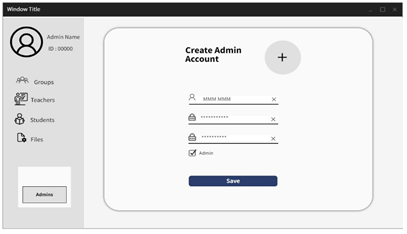 Window Title
Admin Name
ID : 00000
Groups
Teachers
Students
Files
Admins
Create Admin
Account
+
MMM MMM
***********
**********
Admin
Save